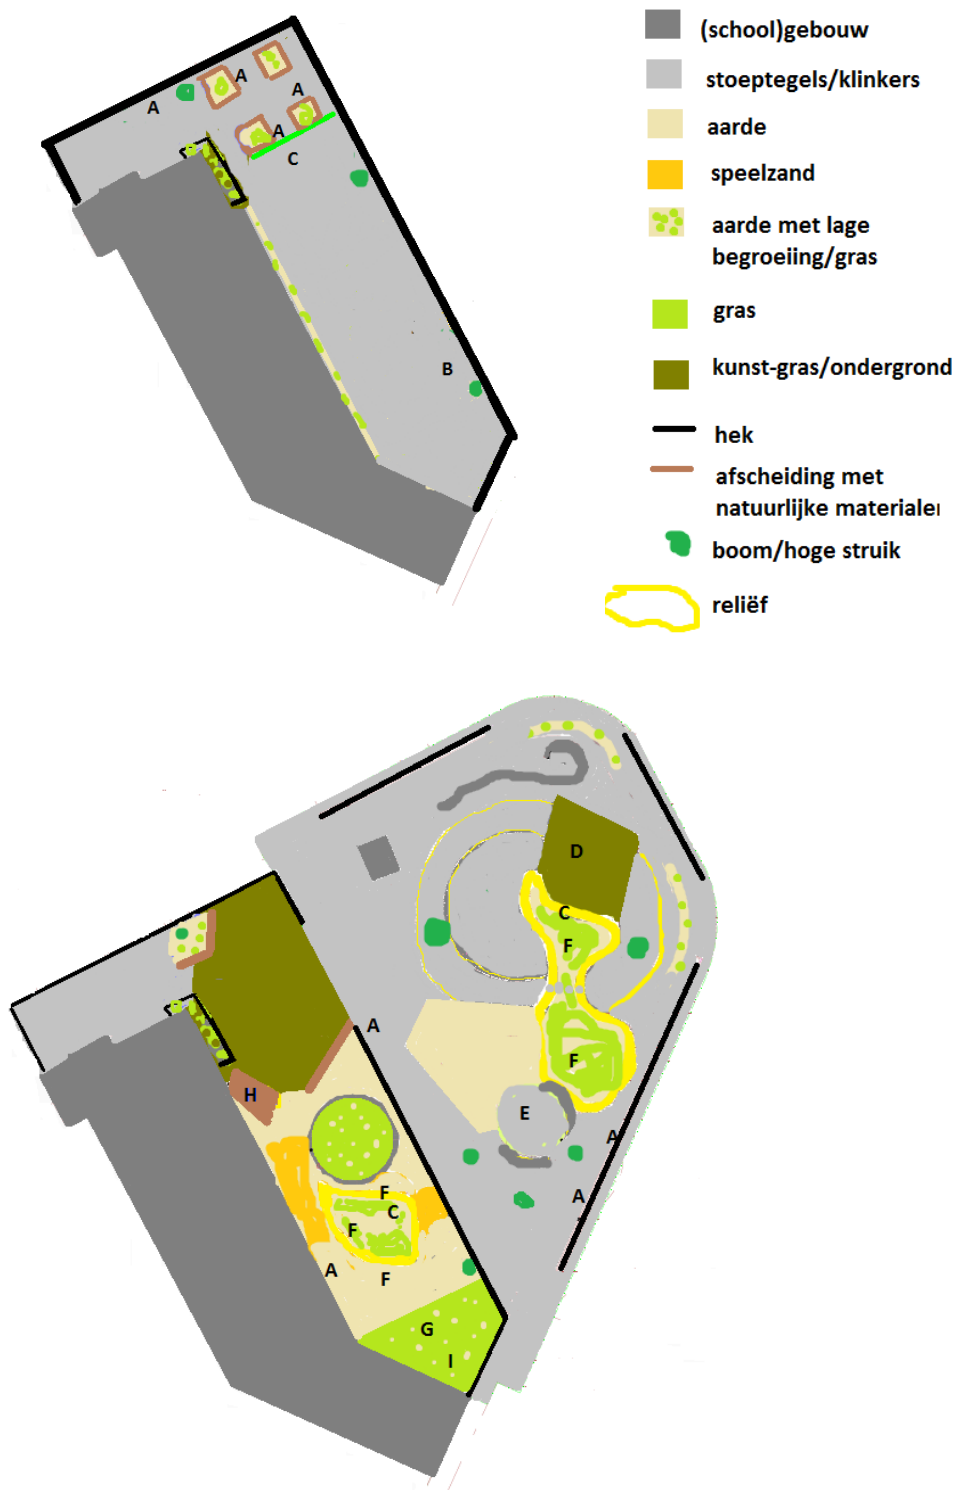 (school)gebouw
stoeptegels/klinkers
aarde
speelzand
aarde met lage
begroeiing/gras
gras
kunst-gras/ondergrond
hek
afscheiding met
natuurlijke materialer
boom/hoge struik
reliëf
A
A
A
A
C
B
D
C
F
A
F
H
E
A
F
A
C
F
A
F
G
I